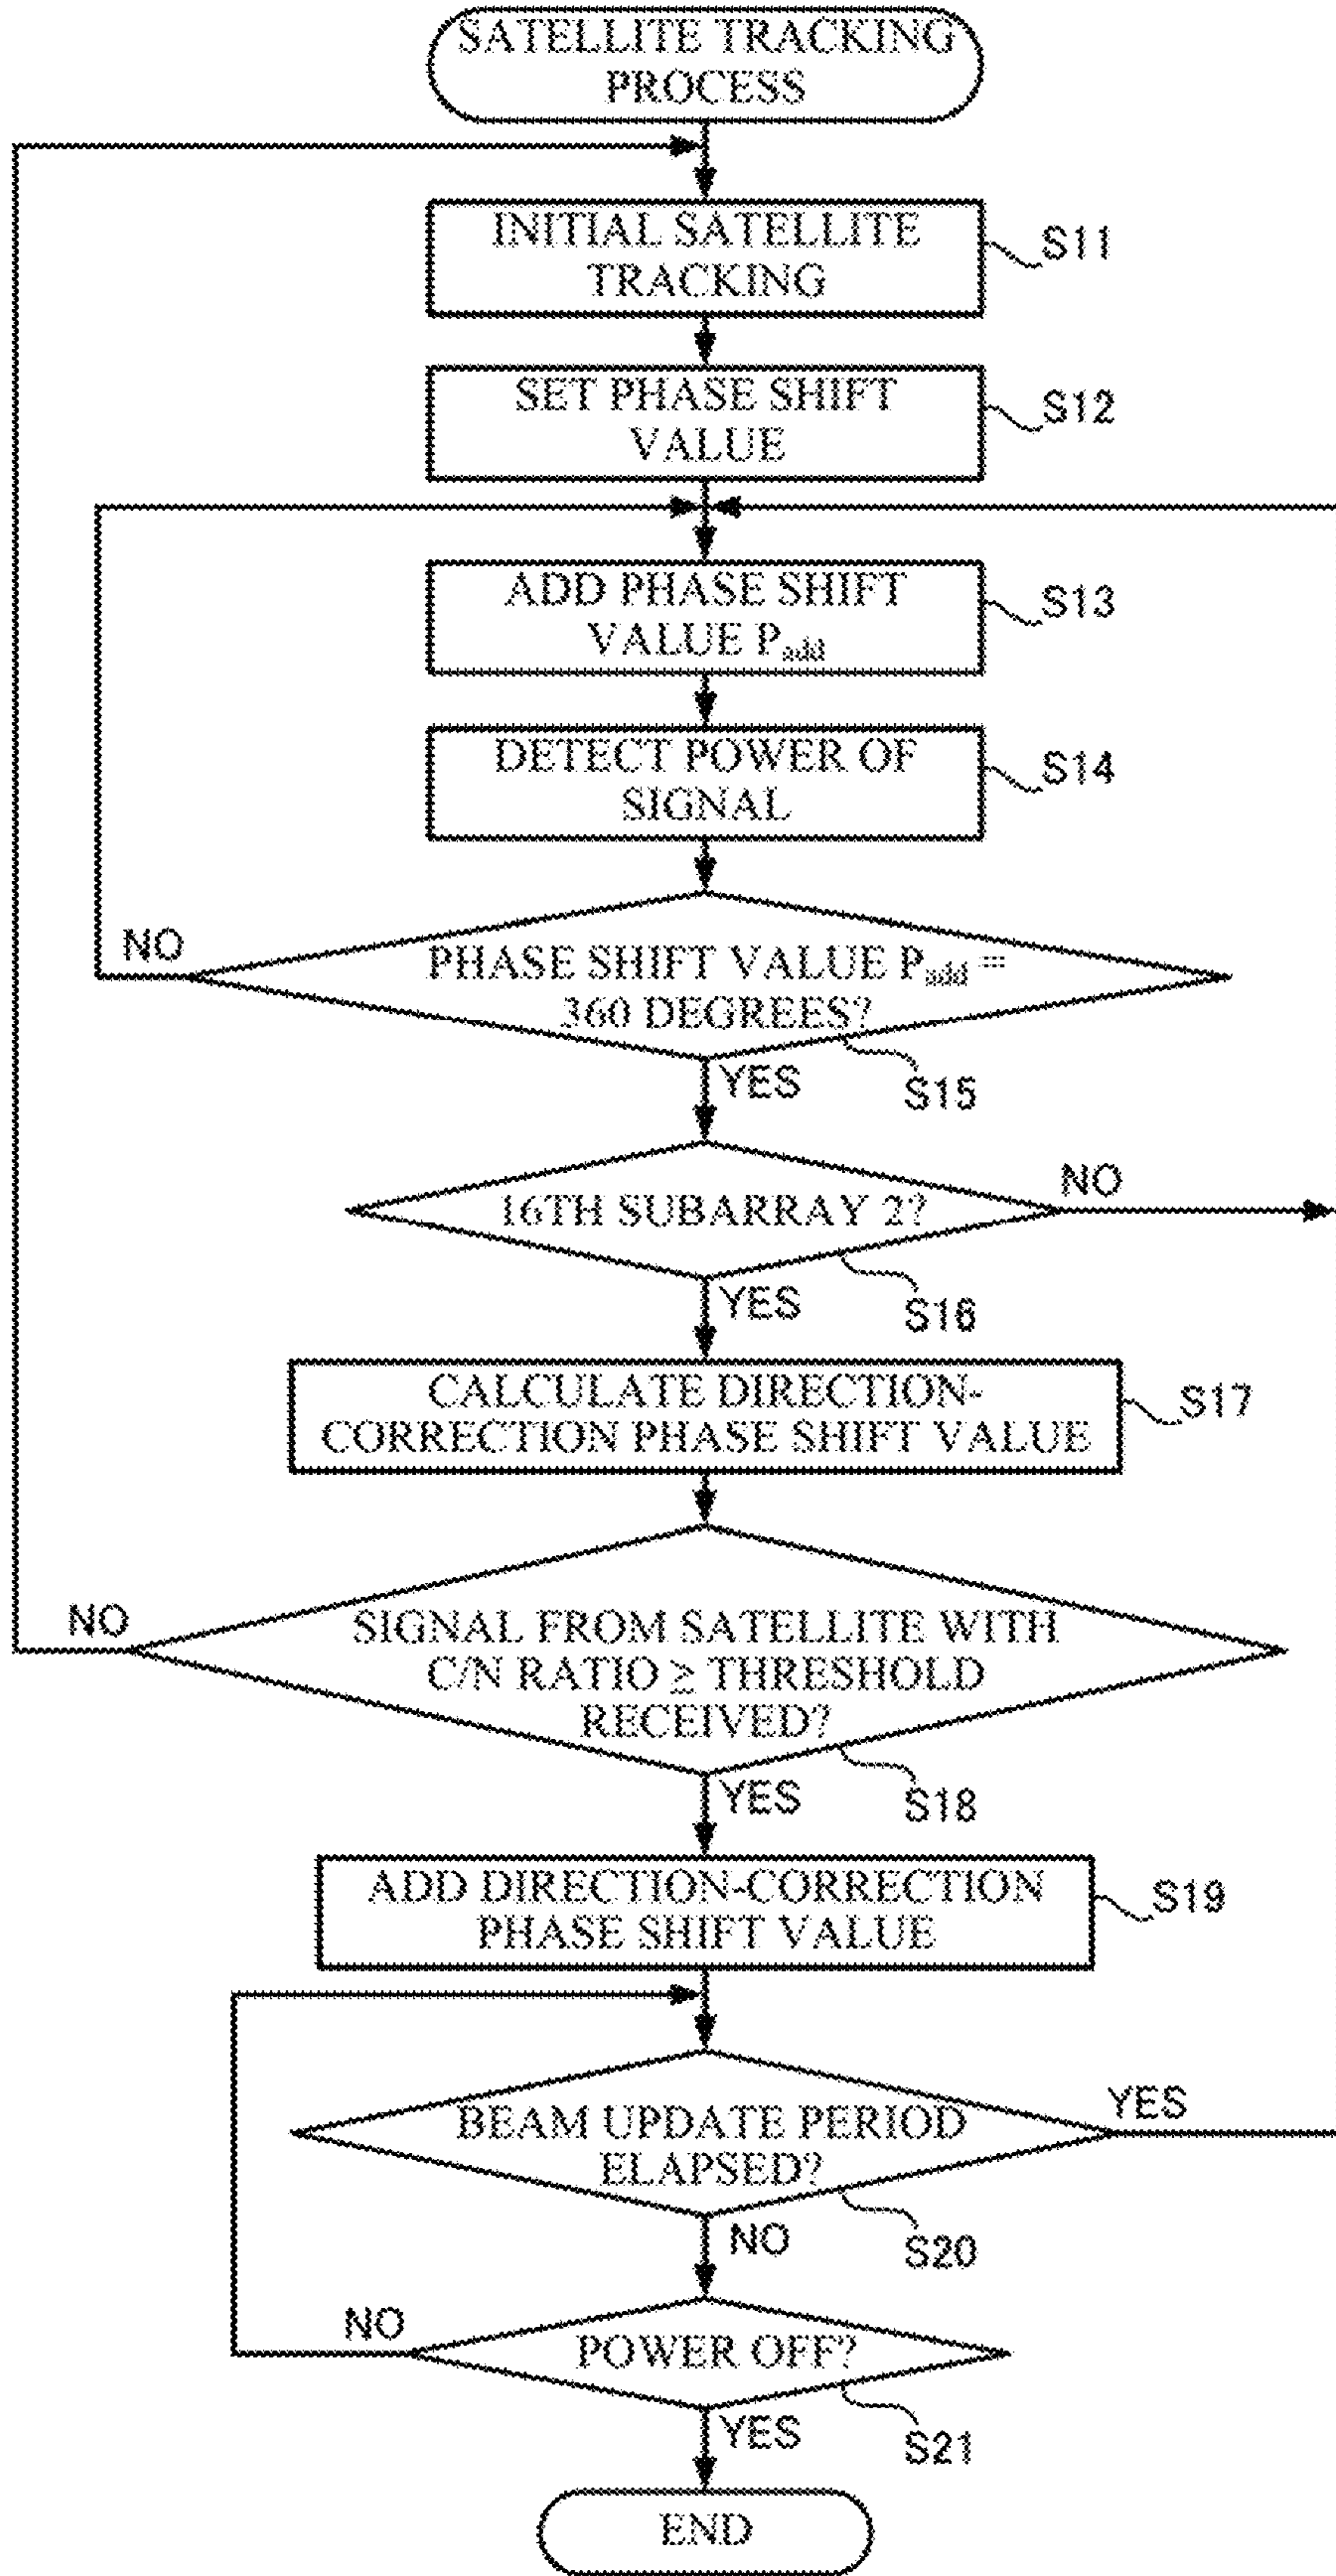 SATELLITE TRACKING
PROCESS
INITIAL SATELLITE
TRACKING
S11
SET PHASE SHIFT
VALUE
S12
ADD PHASE SHIFT
VALUE Padd
S13
DETECT POWER OF
SIGNAL
S14
NO
PHASE SHIFT VALUE Padd =
360 DEGREES?
YES
S15
16TH SUBARRAY 2?
NO
YES
S16
CALCULATE DIRECTION-
CORRECTION PHASE SHIFT VALUE
S17
NO
SIGNAL FROM SATELLITE WITH
C/N RATIO ≥ THRESHOLD
RECEIVED?
YES
S18
ADD DIRECTION-CORRECTION
PHASE SHIFT VALUE
S19
BEAM UPDATE PERIOD
ELAPSED?
YES
NO
S20
NO
POWER OFF?
YES
S21
END